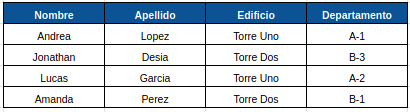 Nombre Apellido Edificio Departamento
Andrea Lopez Torre Uno A-1
Jonathan Desia Torre Dos B-3
Lucas Garcia Torre Uno A-2
Amanda Perez Torre Dos B-1